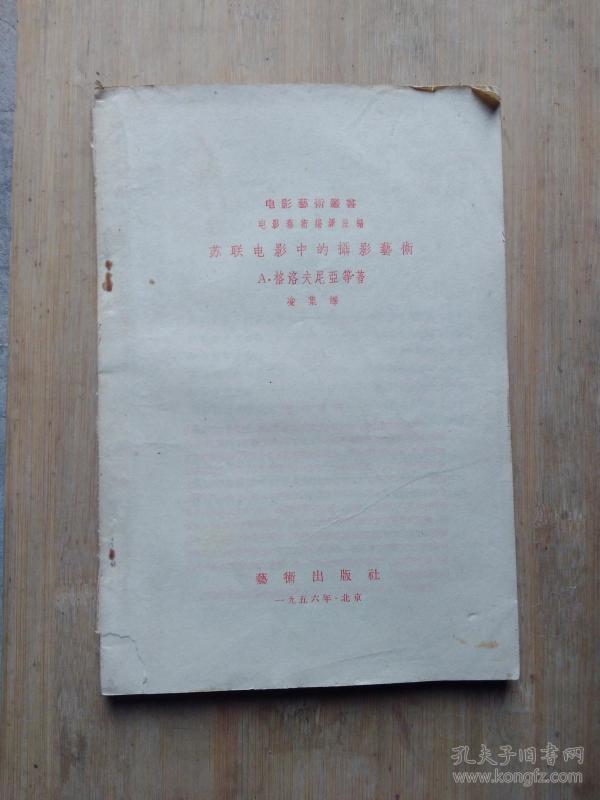 电影藝術叢書
电影藝術編譯社編
苏联电影中的攝影藝術
A·格洛夫尼亞等著
凌集譯
藝術出版社
一九五六年·北京
孔夫子旧书网
www.kongfz.com